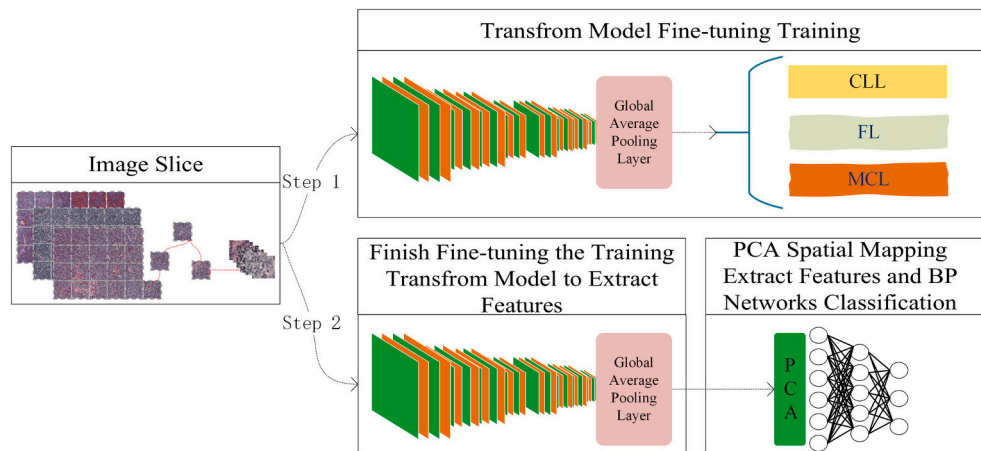 Transfrom Model Fine-tuning Training
Global
Average
Pooling
Layer
CLL
FL
MCL
Image Slice
Step 1
Step 2
Finish Fine-tuning the Training
Transfrom Model to Extract
Features
Global
Average
Pooling
Layer
PCA Spatial Mapping
Extract Features and BP
Networks Classification
P
C
A